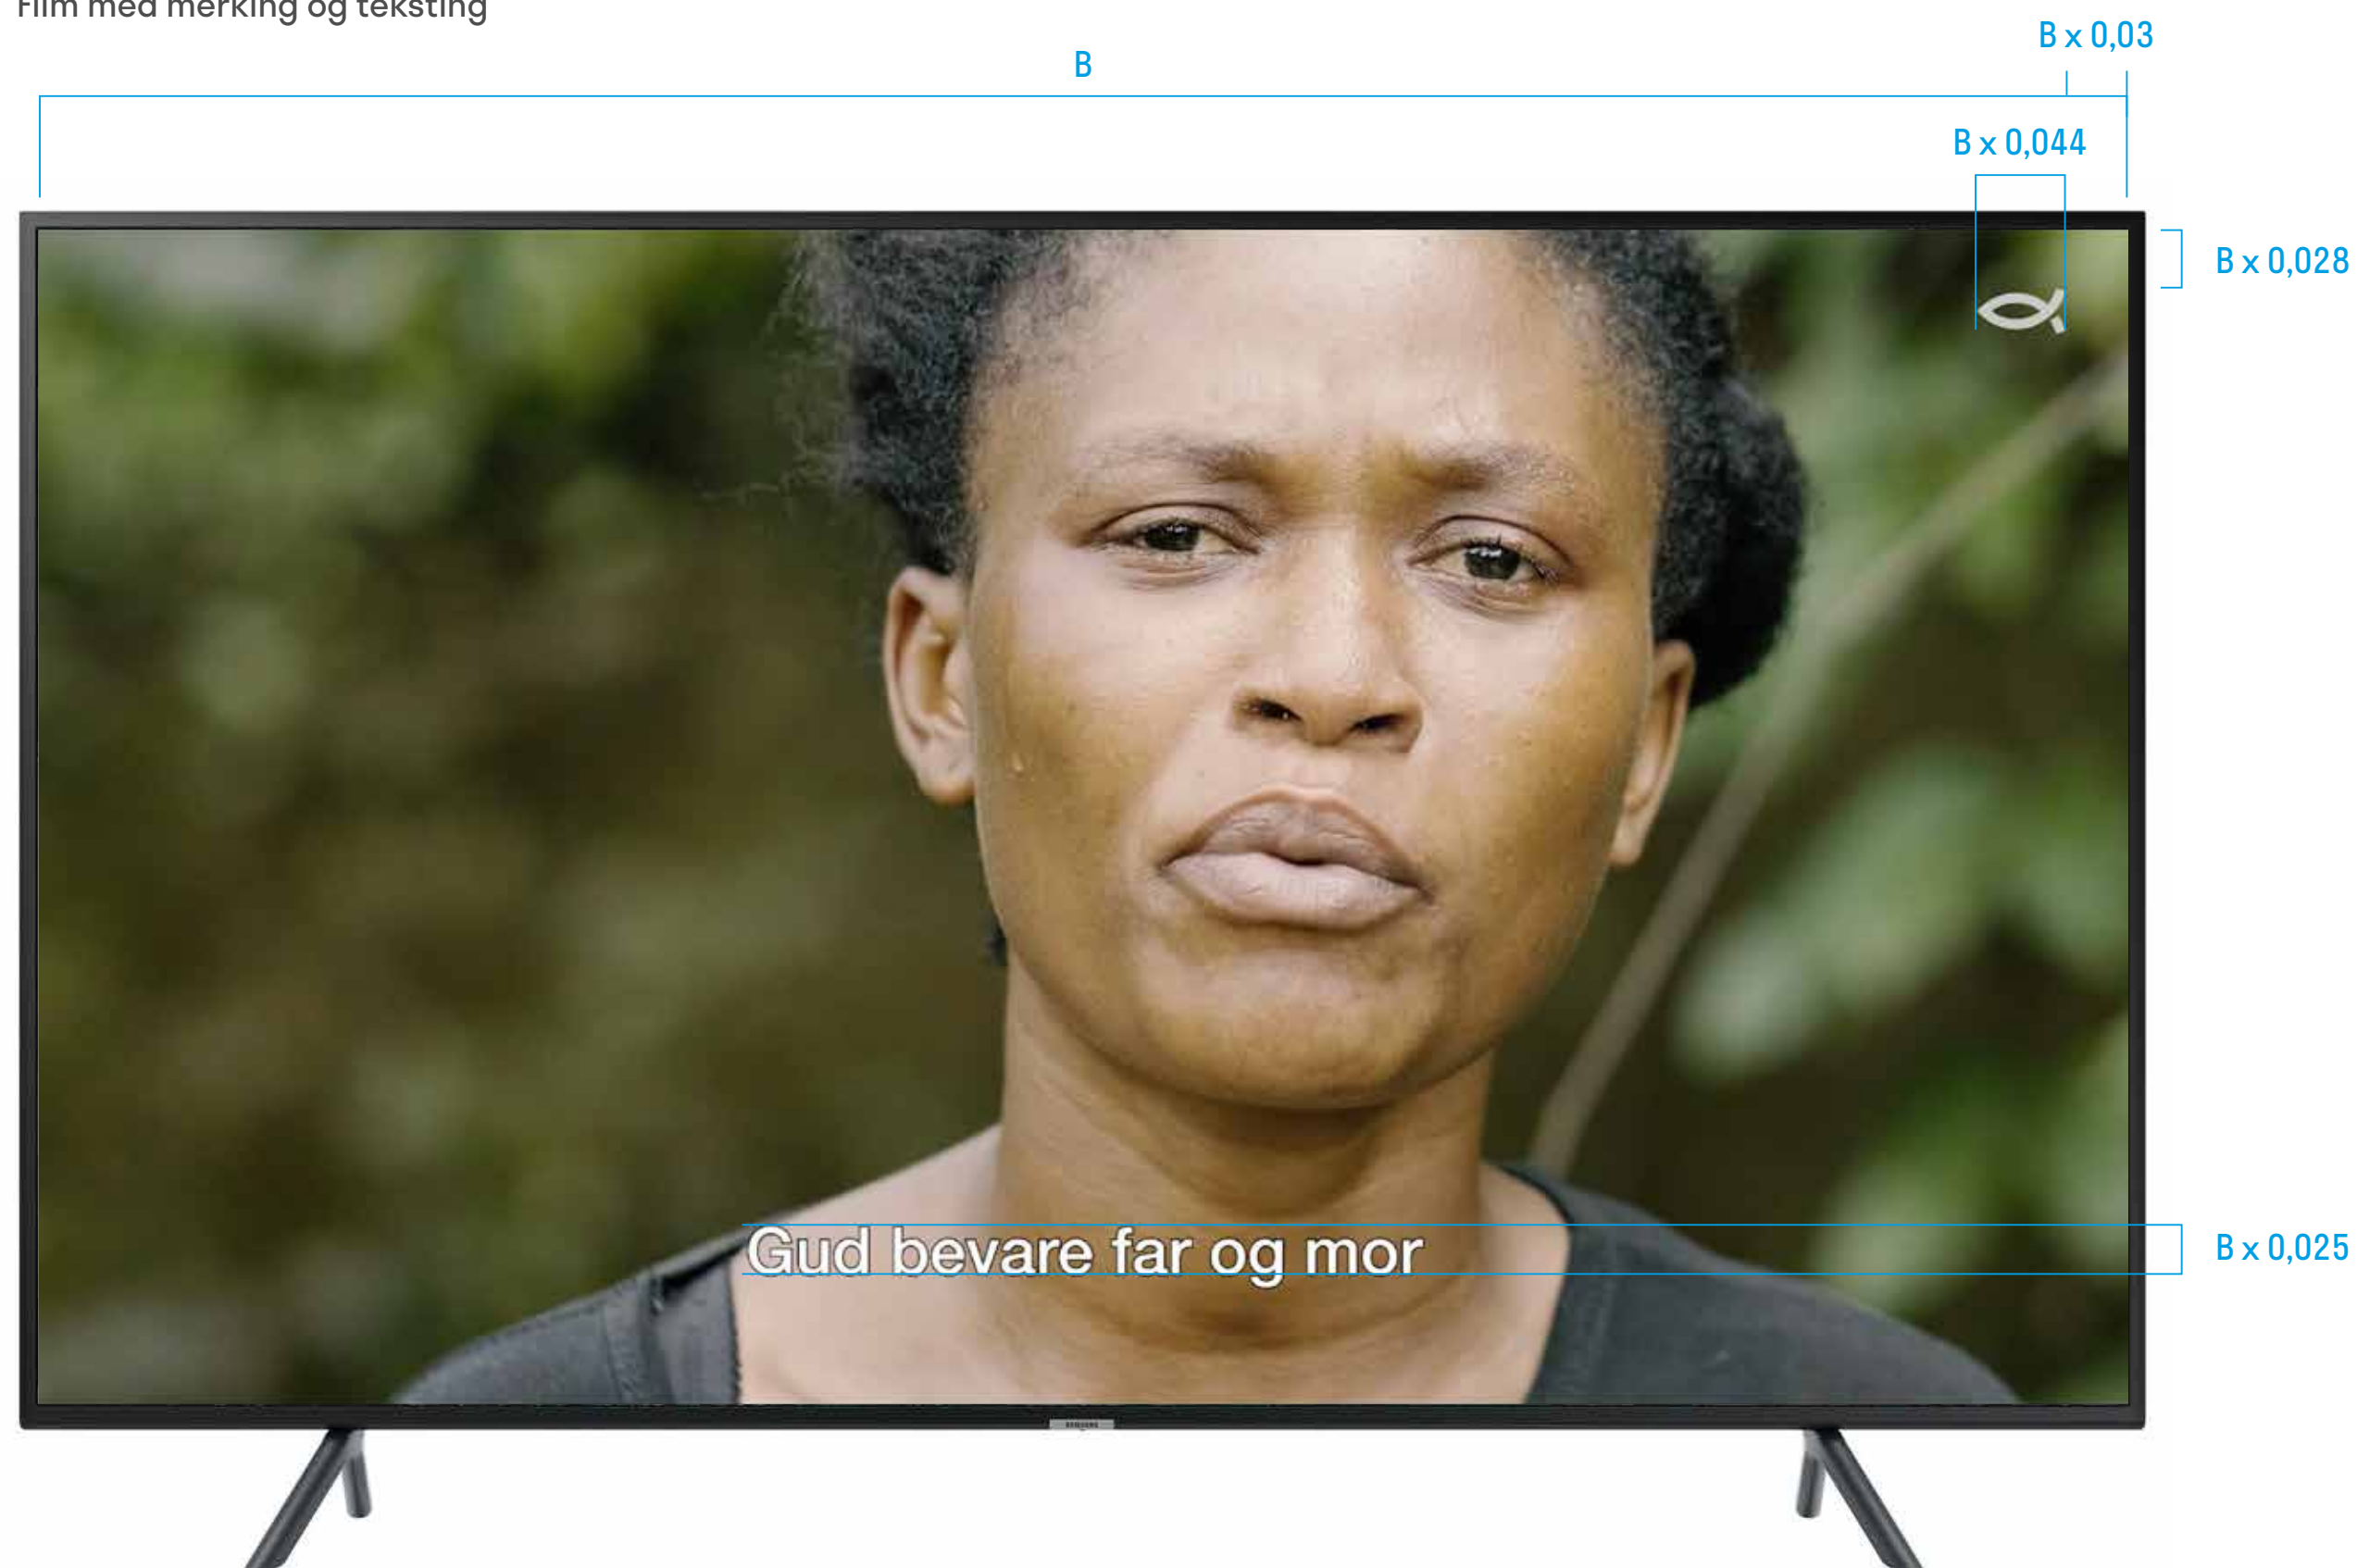 Film med merking og teksting
B x 0,03
B
B x 0,044
B x 0,028
Gud bevare far og mor
B x 0,025